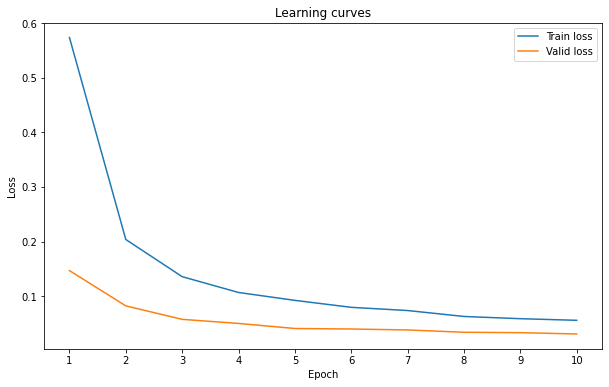 Learning curves
Train loss
Valid loss
Loss
0.6
0.5
0.4
0.3
0.2
0.1
1 2 3 4 5 6 7 8 9 10
Epoch